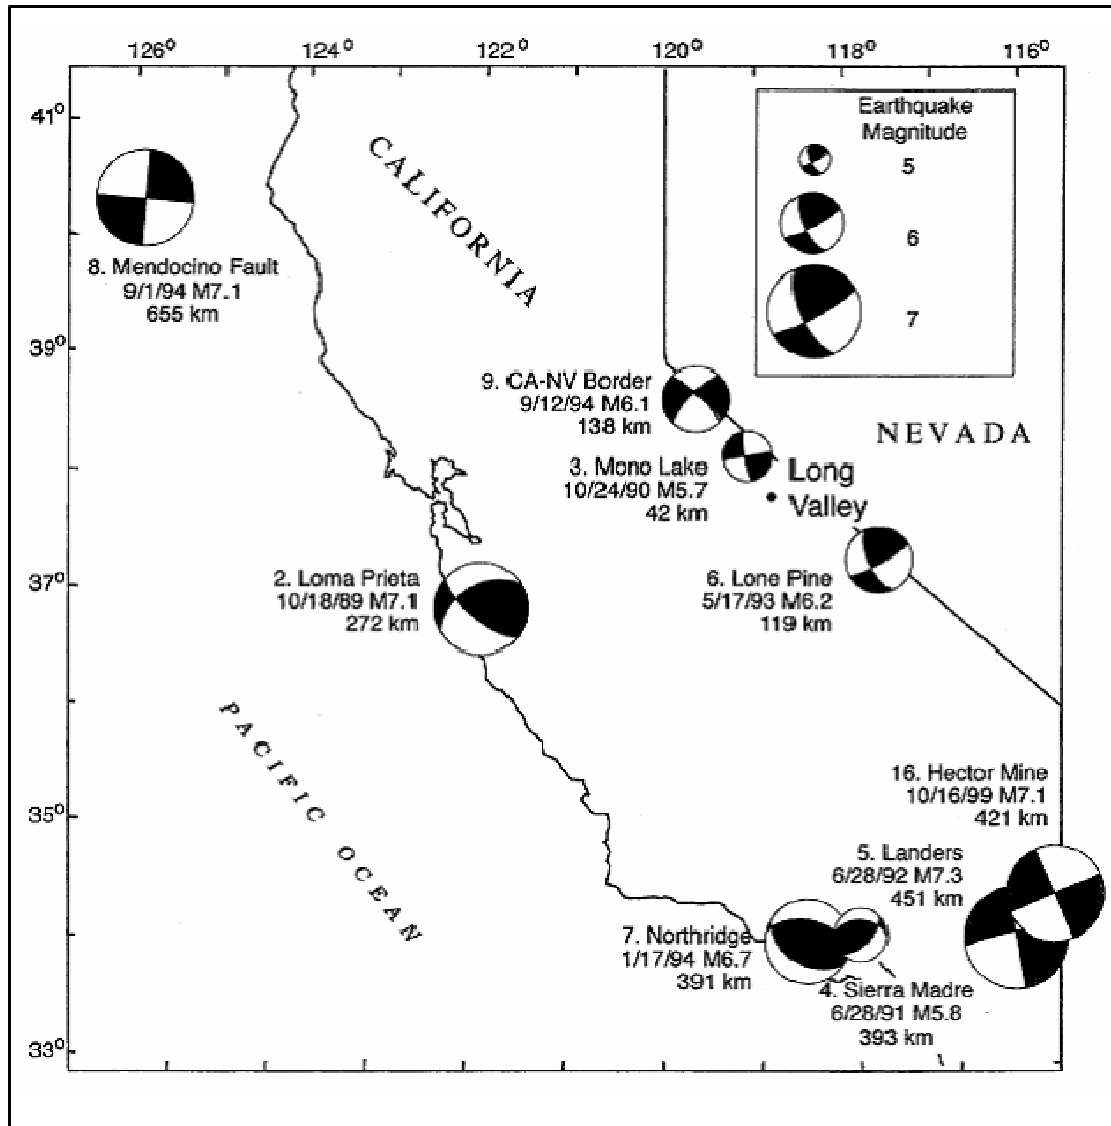 126° 124° 122° 120° 118° 116°
41°
39°
37°
35°
33°
CALIFORNIA
NEVADA
PACIFIC OCEAN
Earthquake
Magnitude
5
6
7
8. Mendocino Fault
9/1/94 M7.1
655 km
9. CA-NV Border
9/12/94 M6.1
138 km
3. Mono Lake
10/24/90 M5.7
42 km
Long
Valley
2. Loma Prieta
10/18/89 M7.1
272 km
6. Lone Pine
5/17/93 M6.2
119 km
16. Hector Mine
10/16/99 M7.1
421 km
5. Landers
6/28/92 M7.3
451 km
7. Northridge
1/17/94 M6.7
391 km
4. Sierra Madre
6/28/91 M5.8
393 km